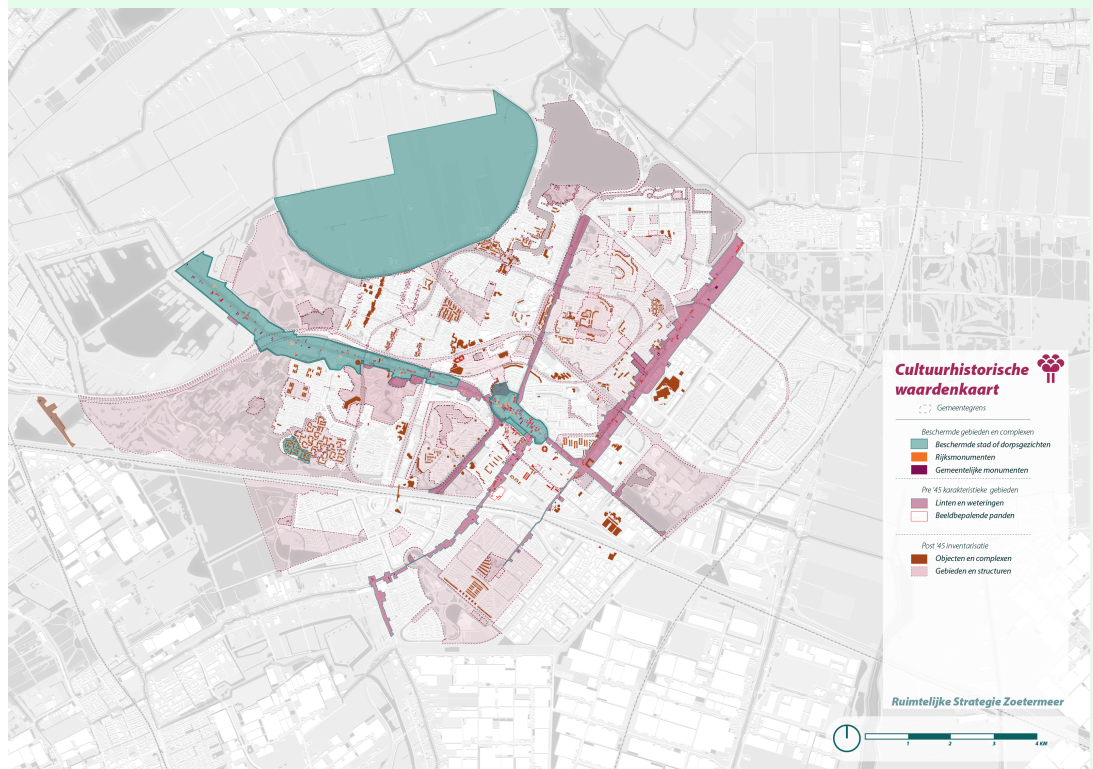 Cultuurhistorische
waardenkaart
Gemeentegrens
Beschermde gebieden en complexen
Beschermde stad of dorpsgezichten
Rijksmonumenten
Gemeentelijke monumenten
Pre '45 karakteristieke gebieden
Linten en weteringen
Beeldbepalende panden
Post '45 inventarisatie
Objecten en complexen
Gebieden en structuren
Ruimtelijke Strategie Zoetermeer
1 2 3 4 KM